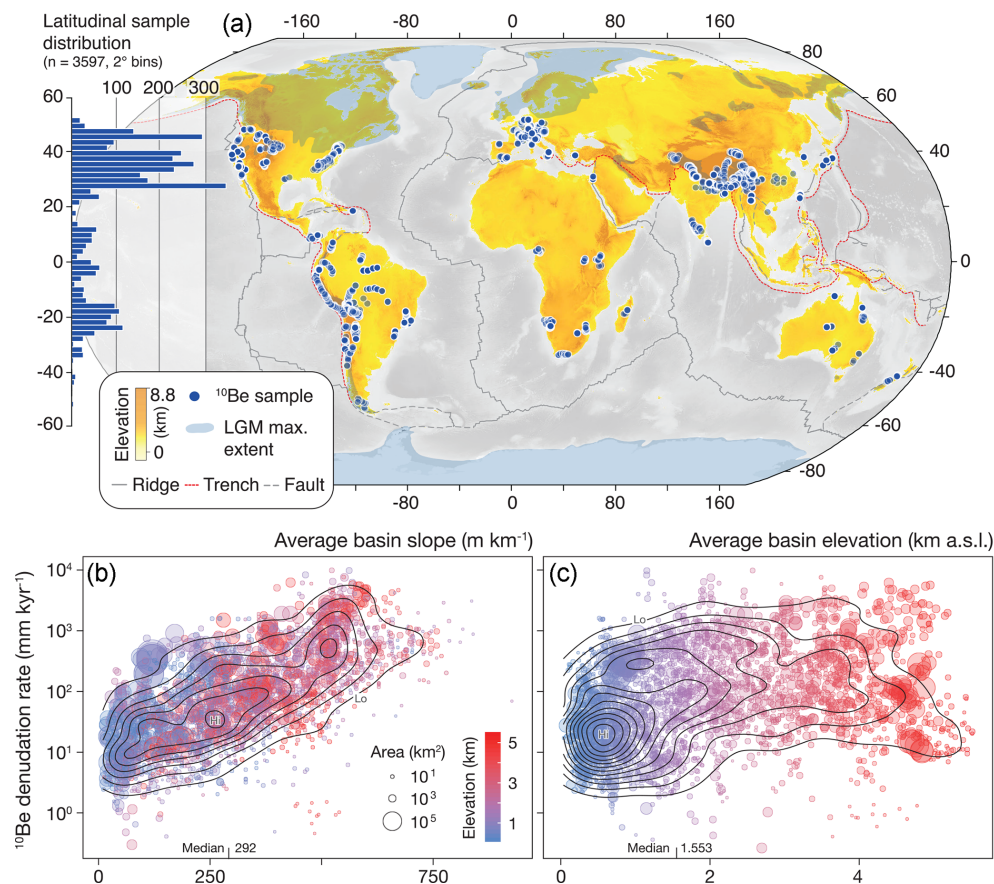 Latitudinal sample
distribution
(n = 3597, 2° bins)
100 200 300
60
40
20
0
-20
-40
-60
(a)
-160 -80 0 80 160
80
60
40
0
-40
-60
-80
-80 0 80 160
Elevation
(km)
8.8
0
¹⁰Be sample
LGM max.
extent
Ridge Trench Fault
Average basin slope (m km⁻¹)
Average basin elevation (km a.s.l.)
¹⁰Be denudation rate (mm kyr⁻¹)
10⁴
10³
10²
10¹
10⁰
(b)
Hi
Lo
Area (km²)
10¹
10³
10⁵
Elevation (km)
5
3
1
Median 292
0 250 750
(c)
Lo
Hi
Median 1.553
0 2 4